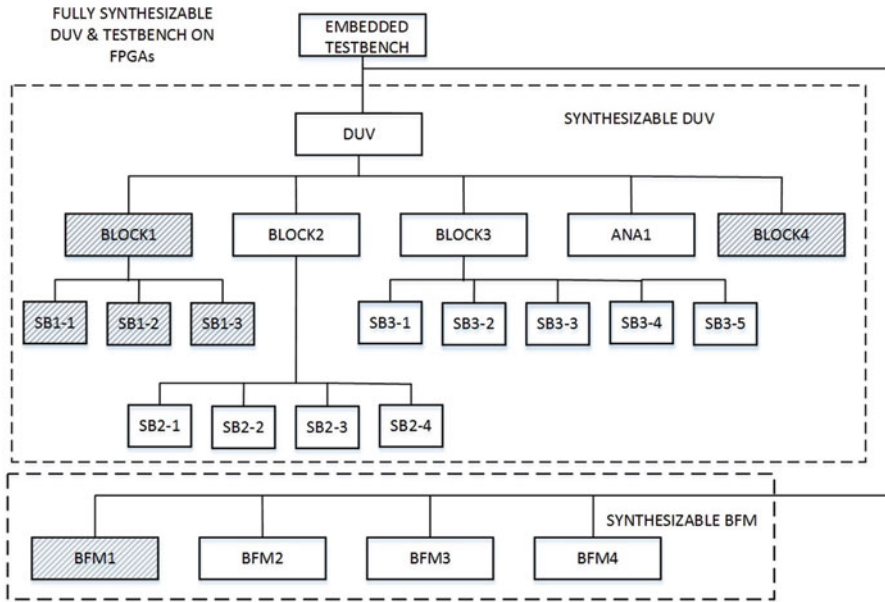 FULLY SYNTHESIZABLE
DUV & TESTBENCH ON
FPGAs
EMBEDDED
TESTBENCH
SYNTHESIZABLE DUV
DUV
BLOCK1
BLOCK2
BLOCK3
ANA1
BLOCK4
SB1-1
SB1-2
SB1-3
SB3-1
SB3-2
SB3-3
SB3-4
SB3-5
SB2-1
SB2-2
SB2-3
SB2-4
SYNTHESIZABLE BFM
BFM1
BFM2
BFM3
BFM4